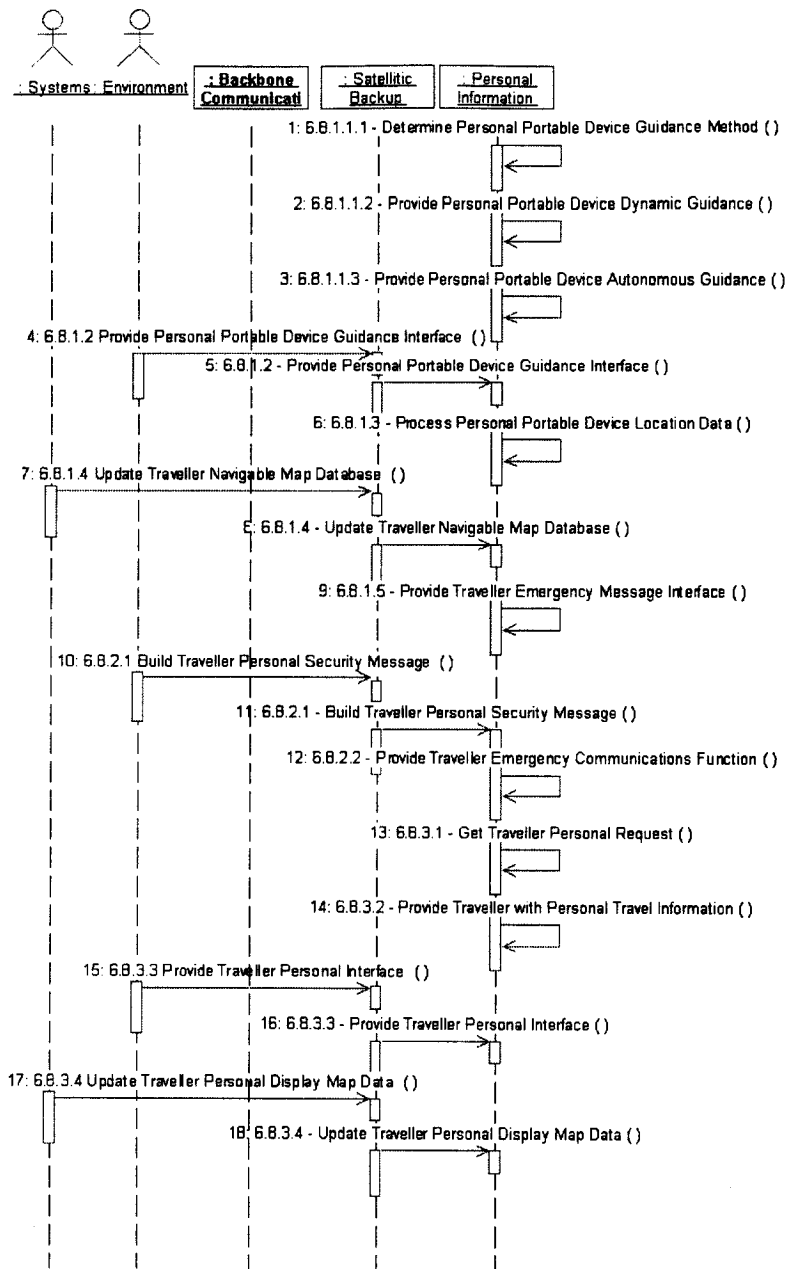 : Systems : Environment
: Backbone
Communicati
: Satellitic
Backup
: Personal
Information
1: 6.8.1.1.1 - Determine Personal Portable Device Guidance Method ( )
2: 6.8.1.1.2 - Provide Personal Portable Device Dynamic Guidance ( )
3: 6.8.1.1.3 - Provide Personal Portable Device Autonomous Guidance ( )
4: 6.8.1.2 Provide Personal Portable Device Guidance Interface ( )
5: 6.8.1.2 - Provide Personal Portable Device Guidance Interface ( )
6: 6.8.1.3 - Process Personal Portable Device Location Data ( )
7: 6.8.1.4 Update Traveller Navigable Map Database ( )
8: 6.8.1.4 - Update Traveller Navigable Map Database ( )
9: 6.8.1.5 - Provide Traveller Emergency Message Interface ( )
10: 6.8.2.1 Build Traveller Personal Security Message ( )
11: 6.8.2.1 - Build Traveller Personal Security Message ( )
12: 6.8.2.2 - Provide Traveller Emergency Communications Function ( )
13: 6.8.3.1 - Get Traveller Personal Request ( )
14: 6.8.3.2 - Provide Traveller with Personal Travel Information ( )
15: 6.8.3.3 Provide Traveller Personal Interface ( )
16: 6.8.3.3 - Provide Traveller Personal Interface ( )
17: 6.8.3.4 Update Traveller Personal Display Map Data ( )
18: 6.8.3.4 - Update Traveller Personal Display Map Data ( )